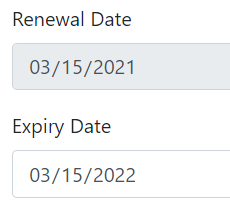 Renewal Date
03/15/2021
Expiry Date
03/15/2022